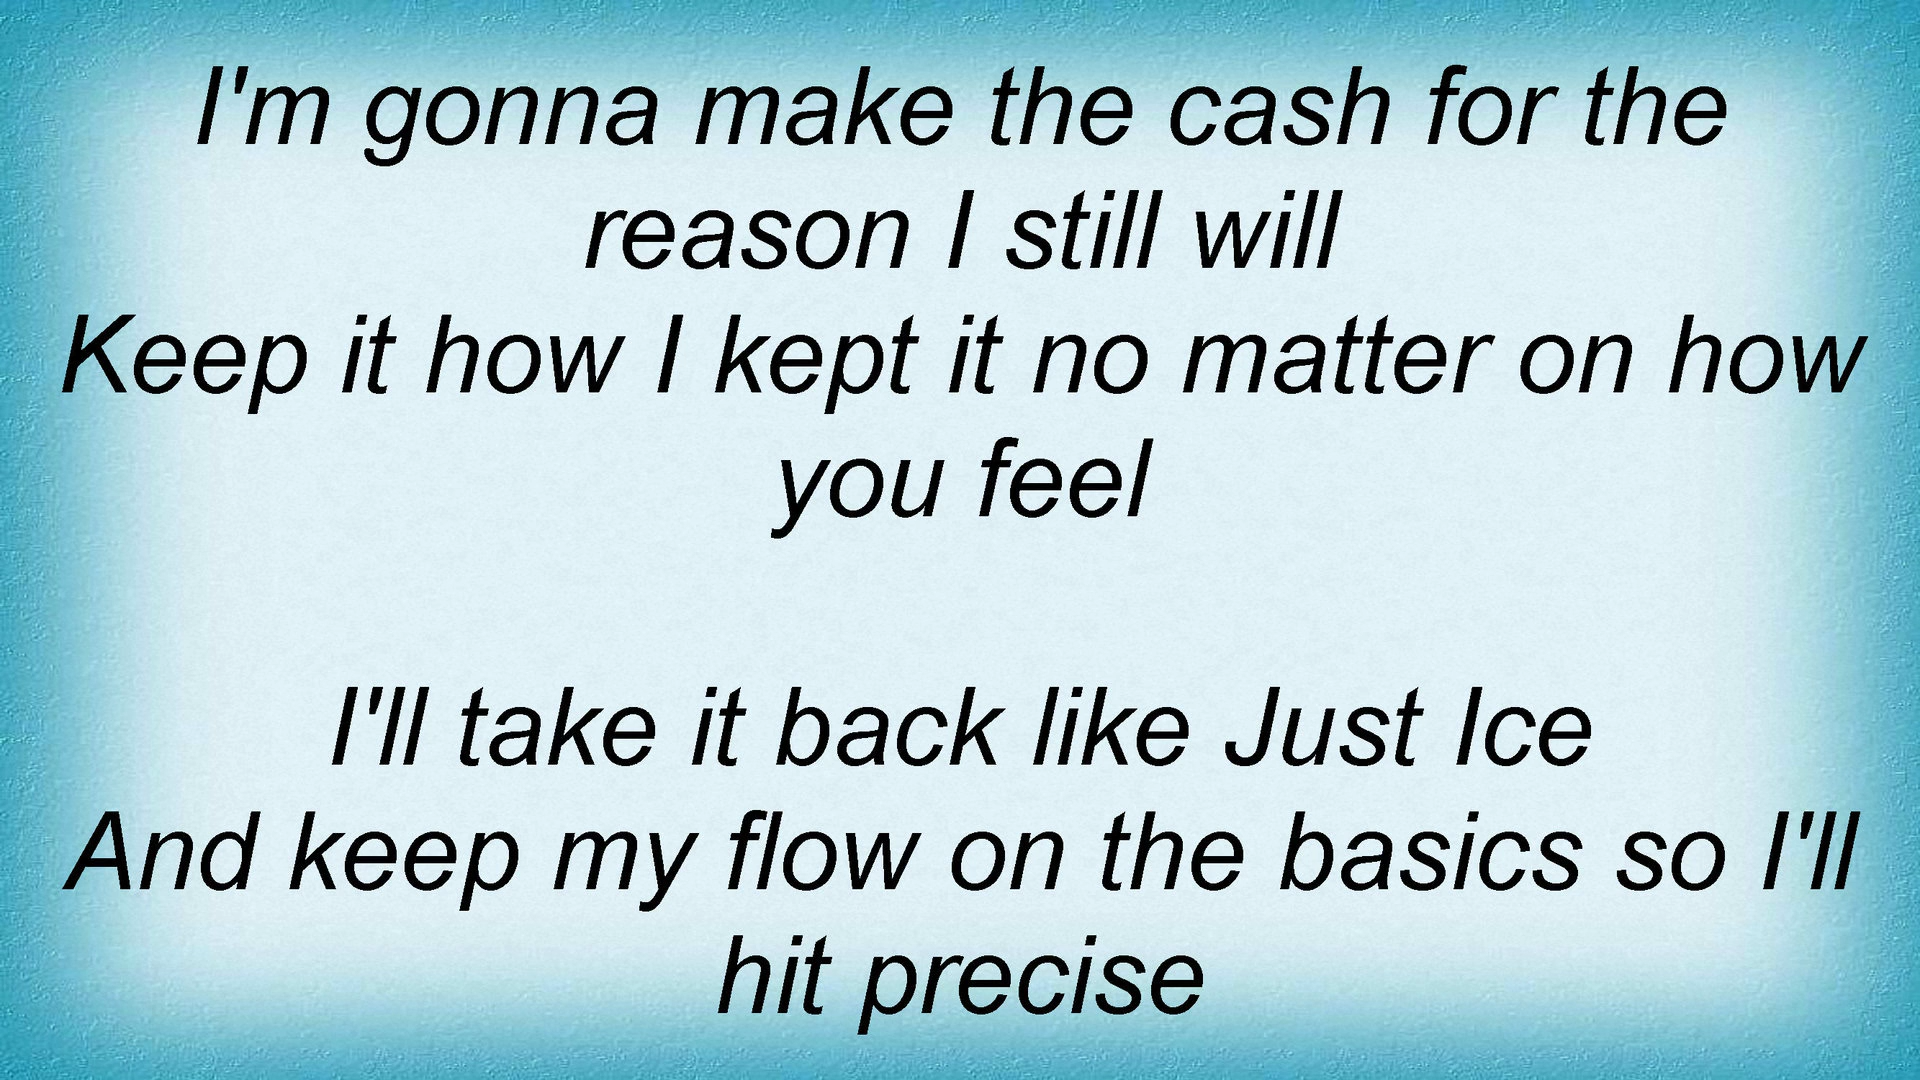 I'm gonna make the cash for the
reason I still will
Keep it how I kept it no matter on how
you feel
I'll take it back like Just Ice
And keep my flow on the basics so I'll
hit precise